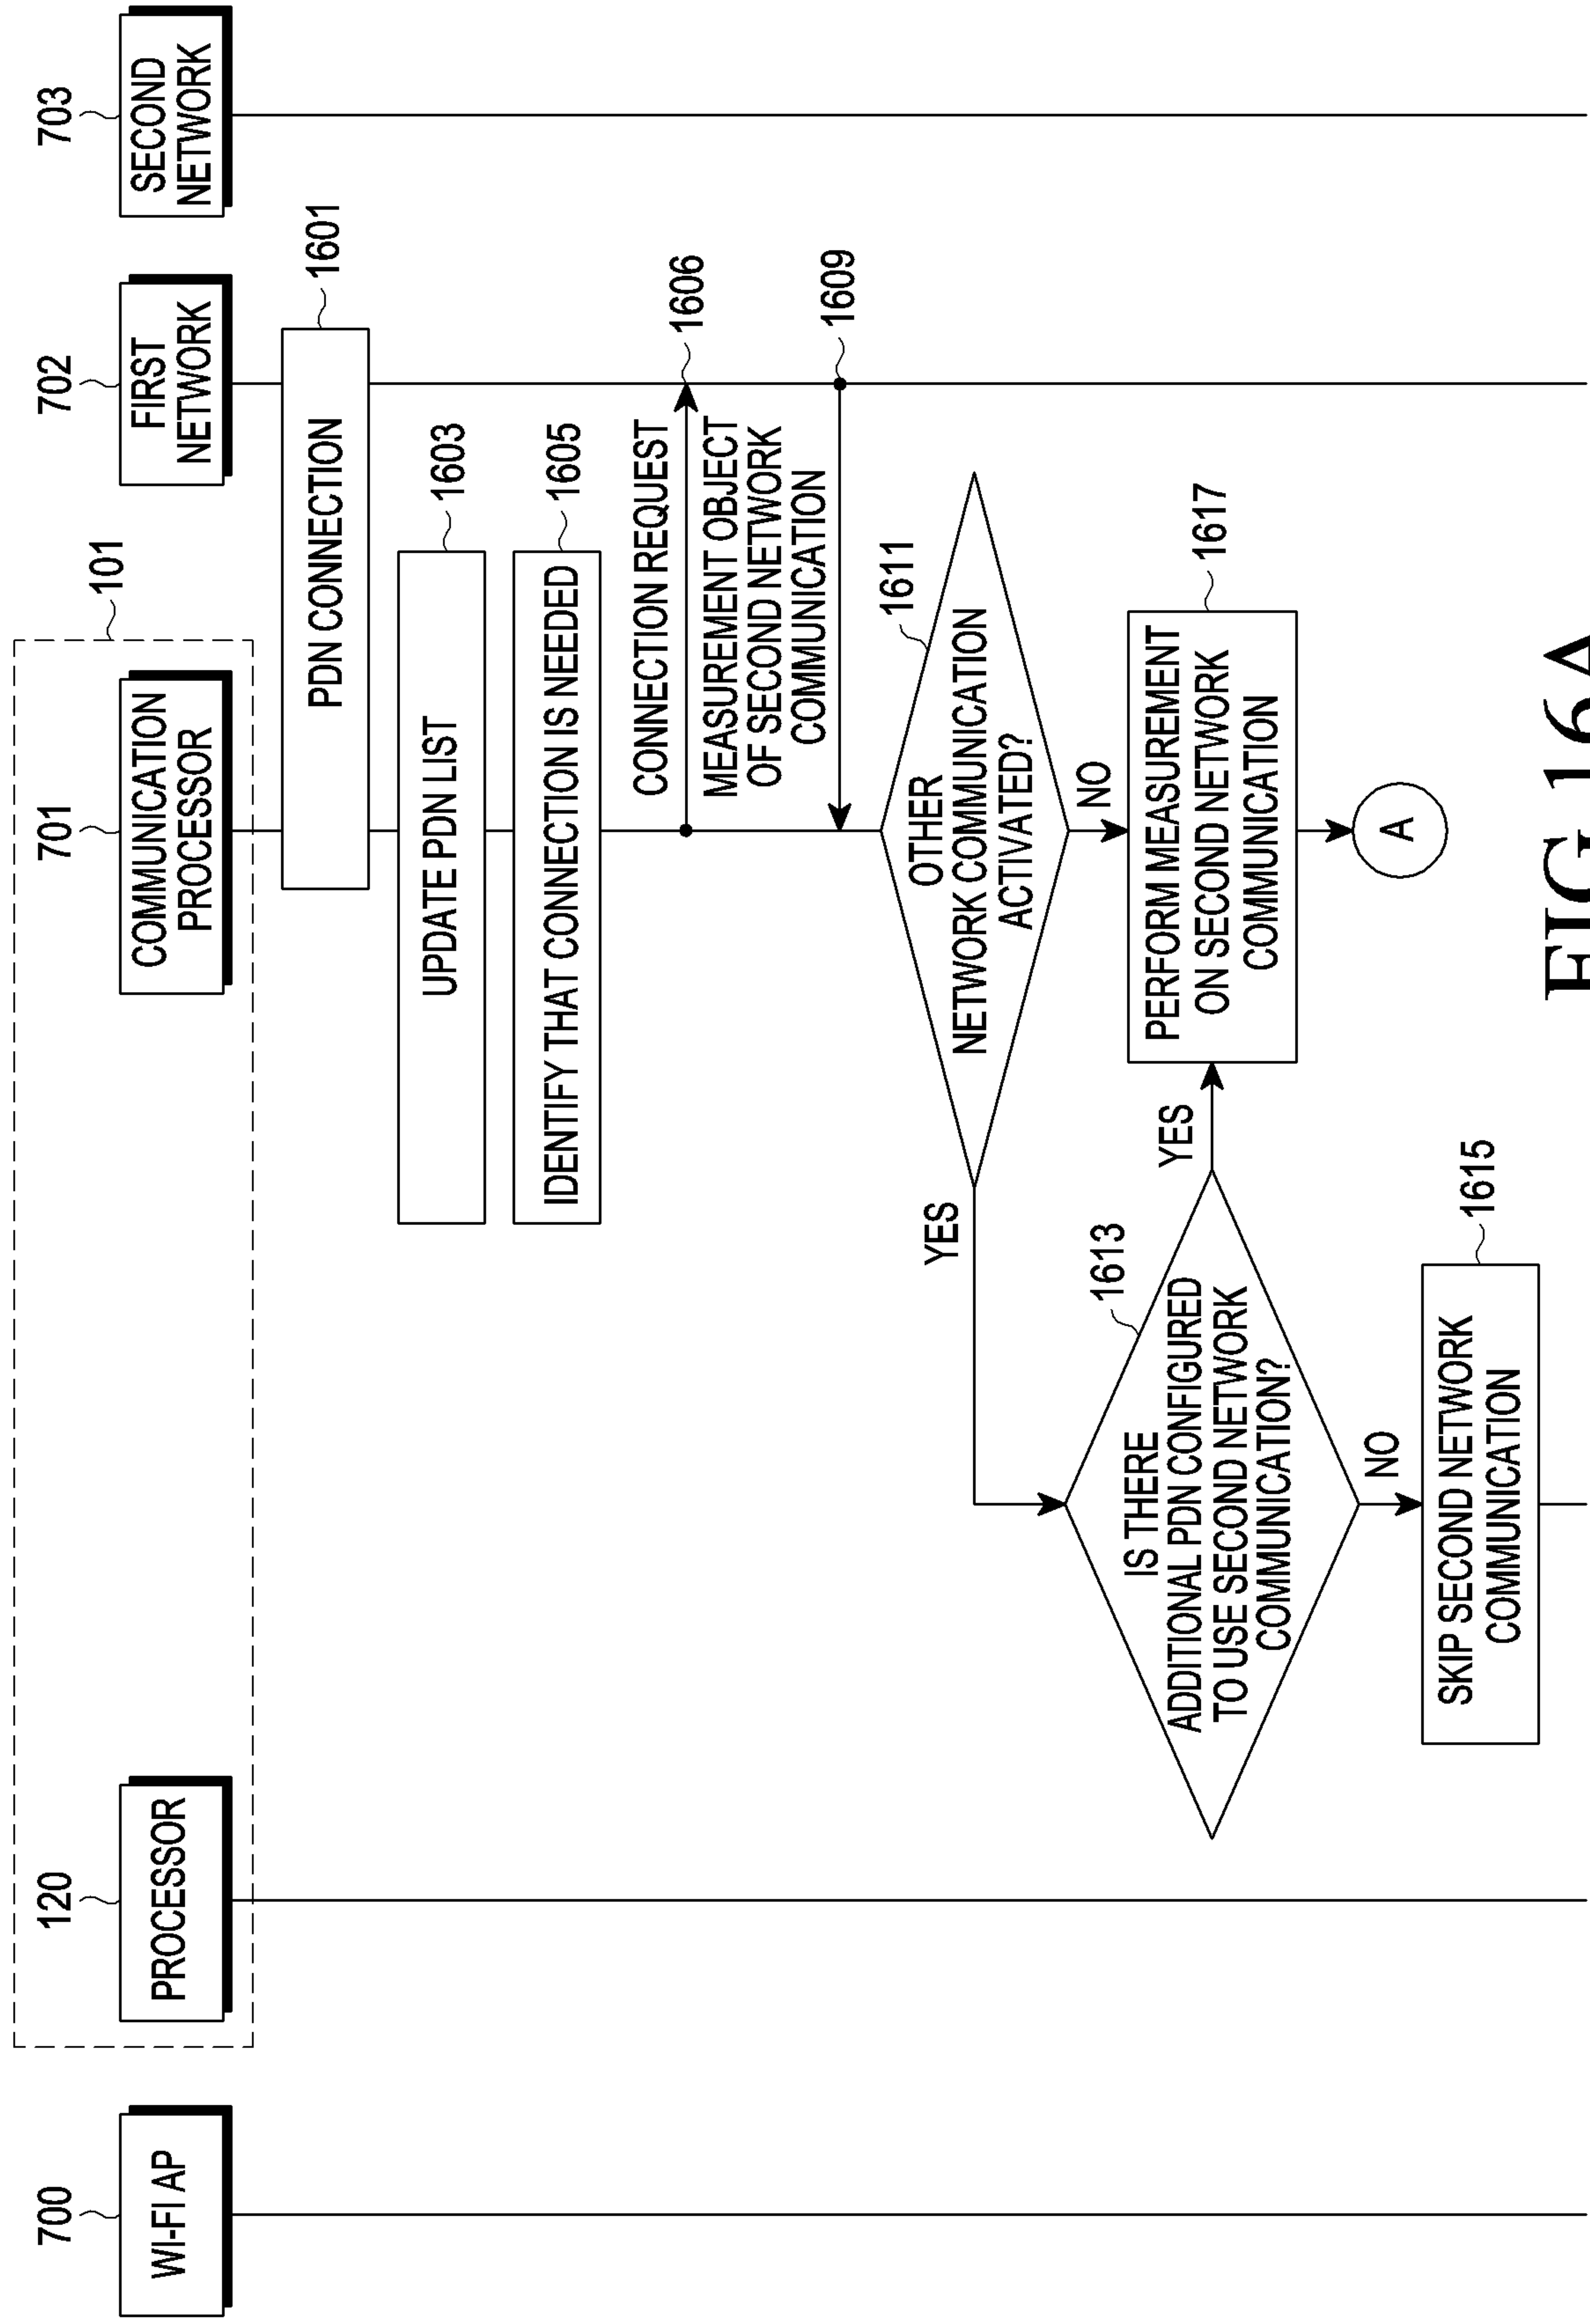 101
700
120
701
702
703
WI-FI AP
PROCESSOR
COMMUNICATION
PROCESSOR
FIRST
NETWORK
SECOND
NETWORK
PDN CONNECTION
1601
UPDATE PDN LIST
1603
IDENTIFY THAT CONNECTION IS NEEDED
1605
CONNECTION REQUEST
1606
MEASUREMENT OBJECT
OF SECOND NETWORK
COMMUNICATION
1609
1611
OTHER
NETWORK COMMUNICATION
ACTIVATED?
YES
NO
1613
IS THERE
ADDITIONAL PDN CONFIGURED
TO USE SECOND NETWORK
COMMUNICATION?
YES
NO
PERFORM MEASUREMENT
ON SECOND NETWORK
COMMUNICATION
1617
A
SKIP SECOND NETWORK
COMMUNICATION
1615
FIG. 16A